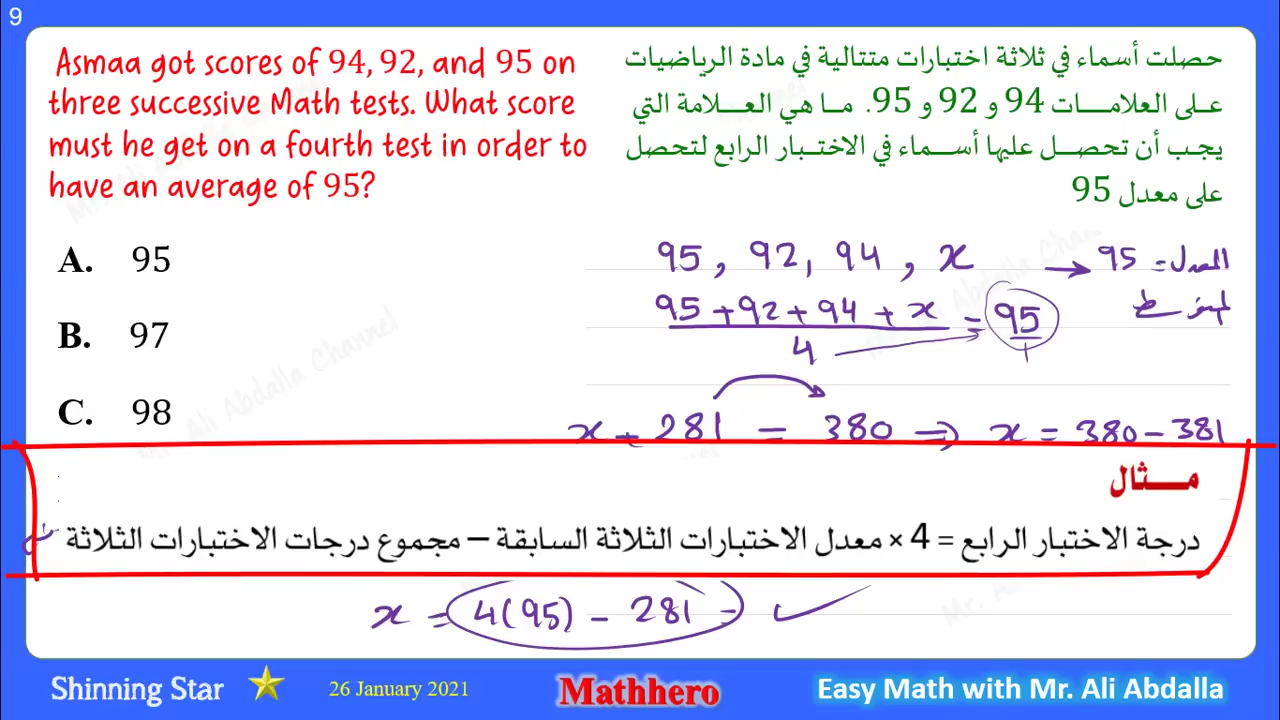 9
Asmaa got scores of 94, 92, and 95 on
three successive Math tests. What score
must he get on a fourth test in order to
have an average of 95?
حصلت أسماء في ثلاثة اختبارات متتالية في مادة الرياضيات
على العلامات 94 و 92 و 95. ما هي العلامة التي
يجب أن تحصل عليها أسماء في الاختبار الرابع لتحصل
على معدل 95
A. 95
B. 97
C. 98
95 , 92 , 94 , x → 95 = المعدل
95 + 92 + 94 + x = 95
4 1
x + 281 = 380 ⇒ x = 380 - 381
مثال
درجة الاختبار الرابع = 4 × معدل الاختبارات الثلاثة السابقة – مجموع درجات الاختبارات الثلاثة
x = 4(95) - 281 =
Shinning Star
26 January 2021
Mathhero
Easy Math with Mr. Ali Abdalla